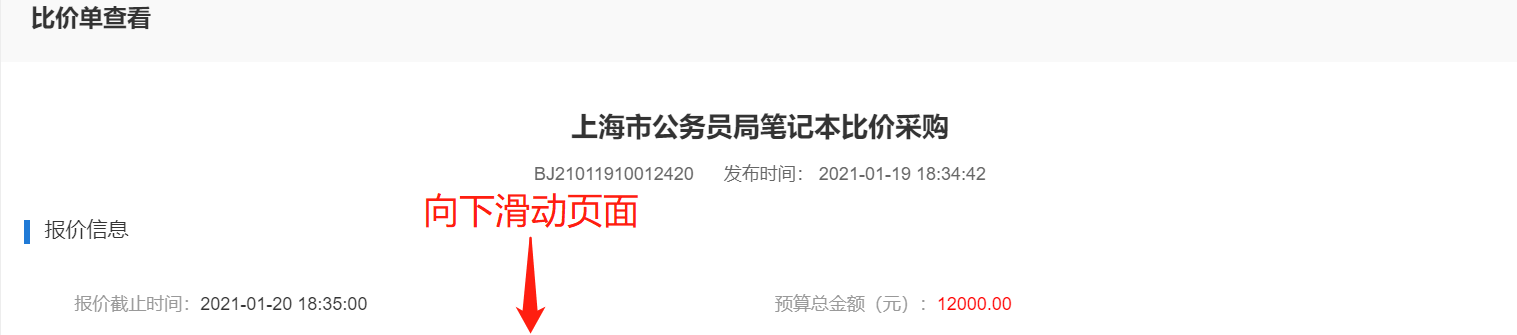 比价单查看
上海市公务员局笔记本比价采购
BJ21011910012420 发布时间： 2021-01-19 18:34:42
向下滑动页面
报价信息
报价截止时间：2021-01-20 18:35:00 预算总金额（元）：12000.00